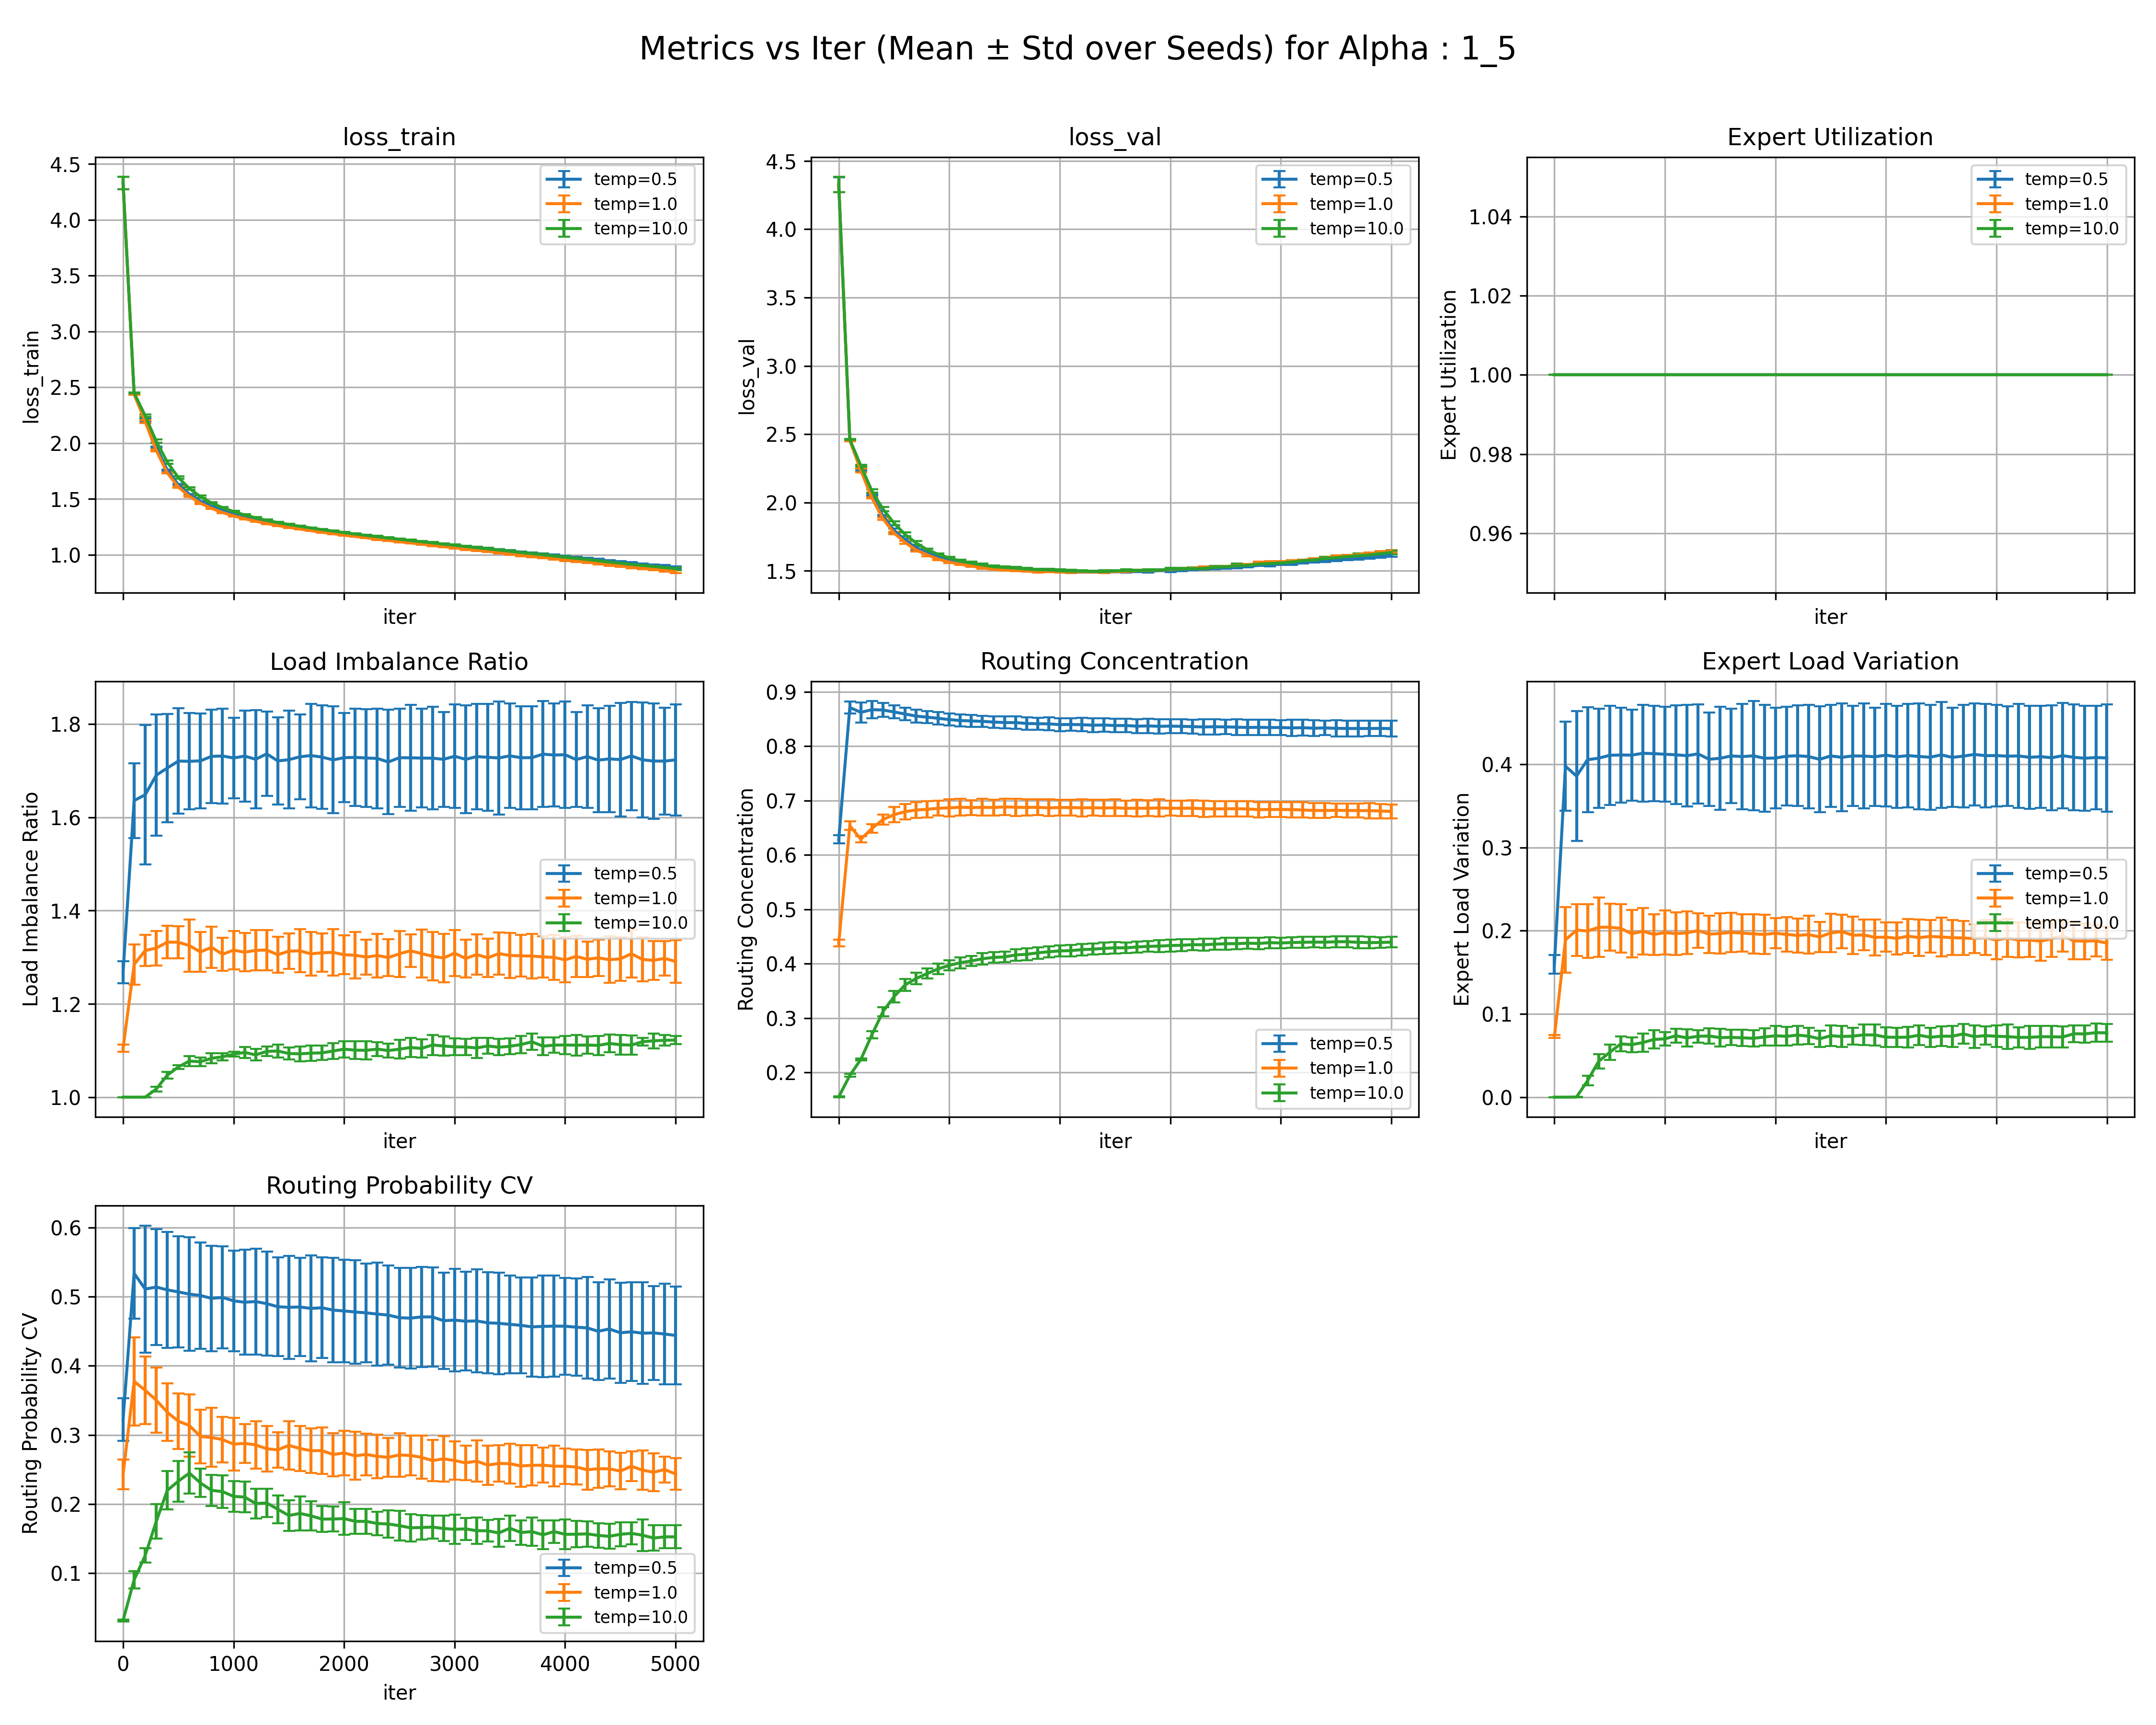 Metrics vs Iter (Mean ± Std over Seeds) for Alpha : 1_5
loss_train
4.5
4.0
3.5
3.0
2.5
2.0
1.5
1.0
loss_train
iter
temp=0.5
temp=1.0
temp=10.0
loss_val
4.5
4.0
3.5
3.0
2.5
2.0
1.5
loss_val
iter
temp=0.5
temp=1.0
temp=10.0
Expert Utilization
1.04
1.02
1.00
0.98
0.96
Expert Utilization
iter
temp=0.5
temp=1.0
temp=10.0
Load Imbalance Ratio
1.8
1.6
1.4
1.2
1.0
Load Imbalance Ratio
iter
temp=0.5
temp=1.0
temp=10.0
Routing Concentration
0.9
0.8
0.7
0.6
0.5
0.4
0.3
0.2
Routing Concentration
iter
temp=0.5
temp=1.0
temp=10.0
Expert Load Variation
0.4
0.3
0.2
0.1
0.0
Expert Load Variation
iter
temp=0.5
temp=1.0
temp=10.0
Routing Probability CV
0.6
0.5
0.4
0.3
0.2
0.1
Routing Probability CV
temp=0.5
temp=1.0
temp=10.0
0 1000 2000 3000 4000 5000
iter